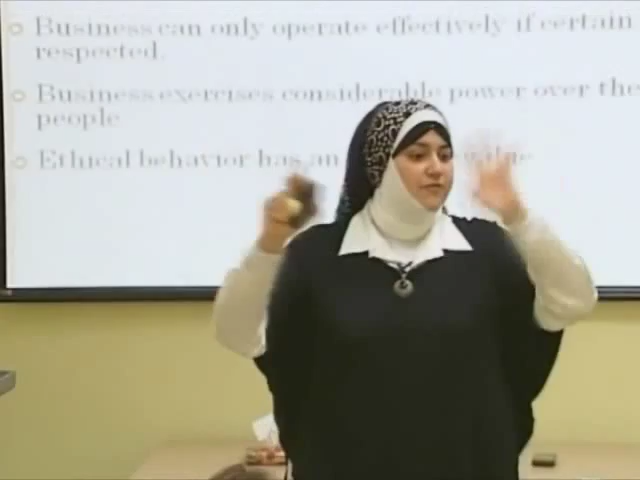 Business can only operate effectively if certain
respected.
Business exercises considerable power over the
people
Ethical behavior has an